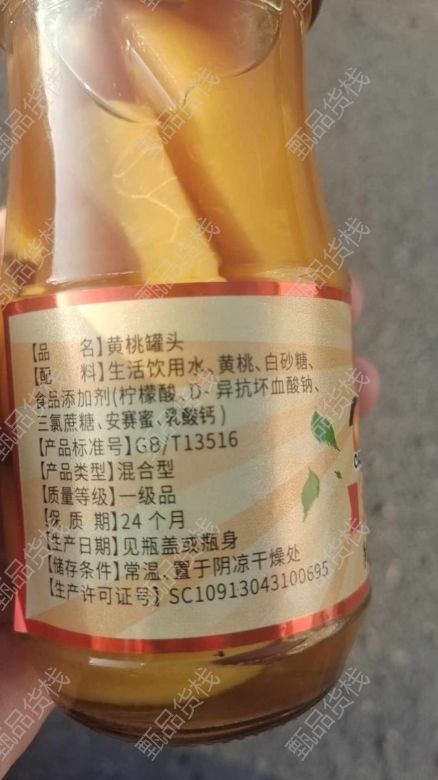 【品 名】黄桃罐头
【配 料】生活饮用水、黄桃、白砂糖、
食品添加剂(柠檬酸、D-异抗坏血酸钠、
三氯蔗糖、安赛蜜、乳酸钙)
【产品标准号】GB/T13516
【产品类型】混合型
【质量等级】一级品
【保 质 期】24个月
【生产日期】见瓶盖或瓶身
【储存条件】常温、置于阴凉干燥处
【生产许可证号】SC10913043100695
甄品货栈